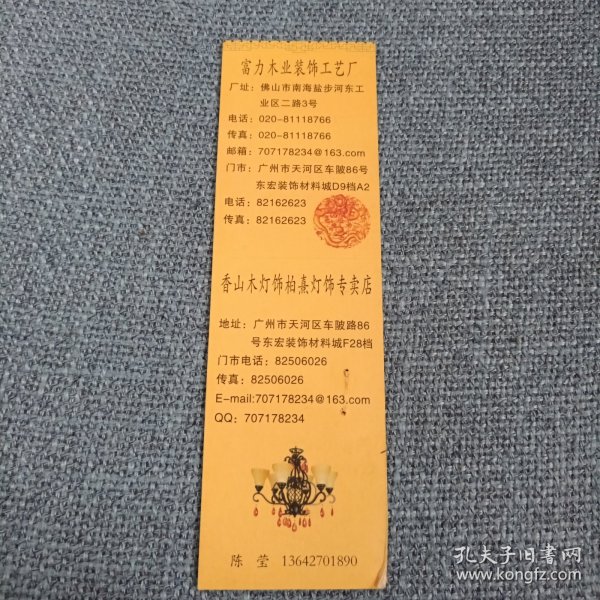 富力木业装饰工艺厂
厂址：佛山市南海盐步河东工
业区二路3号
电话：020-81118766
传真：020-81118766
邮箱：707178234@163.com
门市：广州市天河区车陂86号
东宏装饰材料城D9档A2
电话：82162623
传真：82162623
香山木灯饰柏熹灯饰专卖店
地址：广州市天河区车陂路86
号东宏装饰材料城F28档
门市电话：82506026
传真：82506026
E-mail:707178234@163.com
QQ：707178234
陈 莹 13642701890
孔夫子旧书网
www.kongfz.com